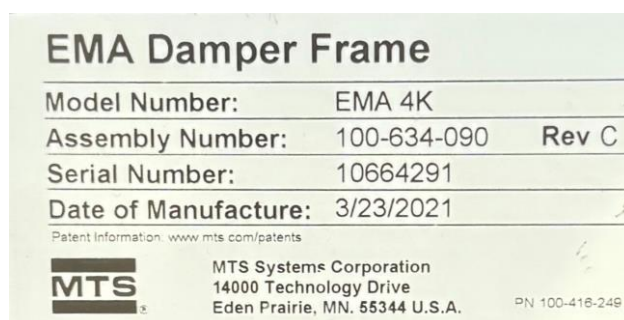 EMA Damper Frame
Model Number: EMA 4K
Assembly Number: 100-634-090 Rev C
Serial Number: 10664291
Date of Manufacture: 3/23/2021
Patent Information: www.mts.com/patents
MTS Systems Corporation
MTS® 14000 Technology Drive
Eden Prairie, MN. 55344 U.S.A. PN 100-416-249